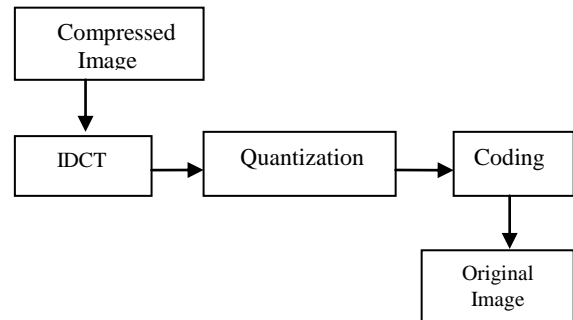 Compressed
Image
IDCT
Quantization
Coding
Original
Image